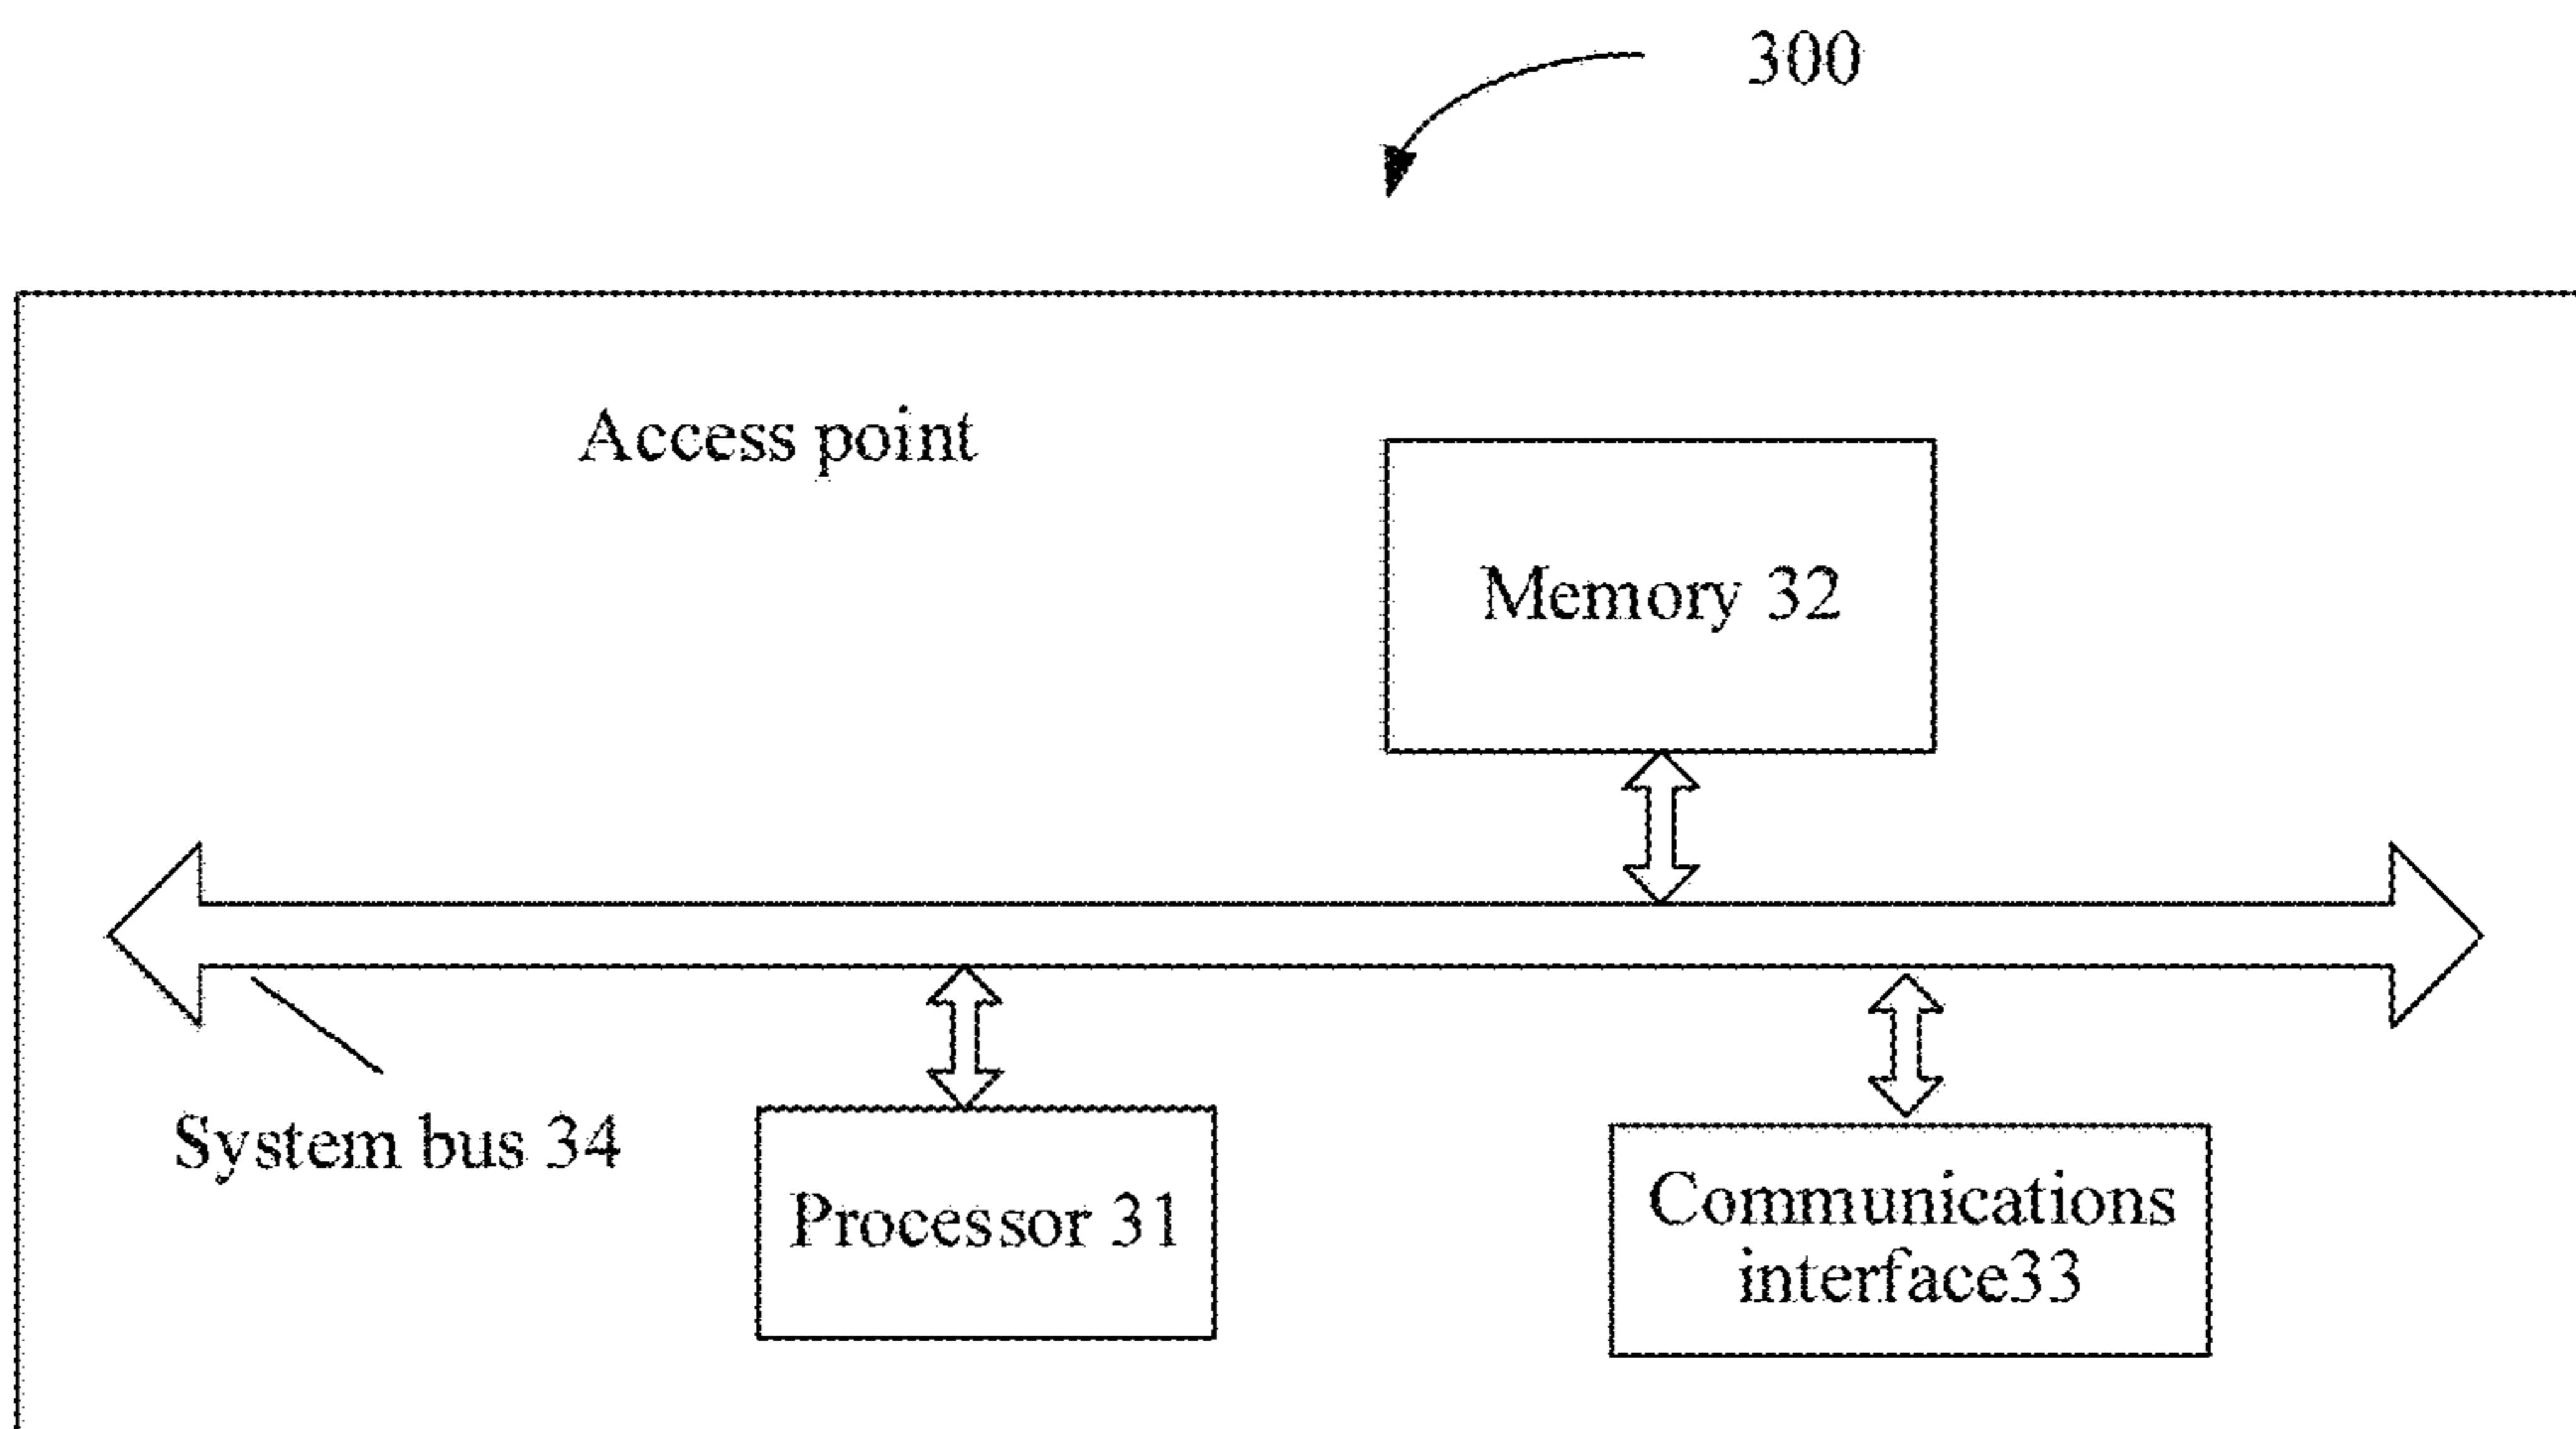 300
Access point
Memory 32
System bus 34
Processor 31
Communications
interface33